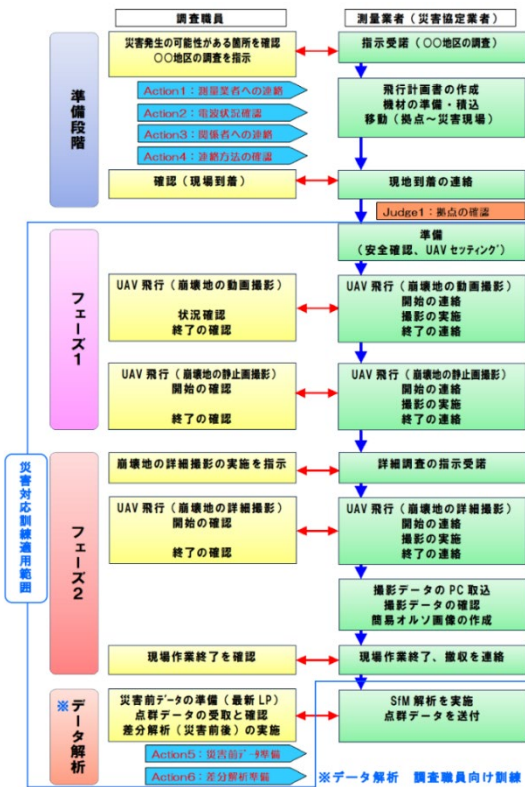 調査職員
測量業者（災害協定業者）
準備段階
災害発生の可能性がある箇所を確認
〇〇地区の調査を指示
指示受諾（〇〇地区の調査）
Action1：測量業者への連絡
Action2：電波状況確認
Action3：関係者への連絡
Action4：連絡方法の確認
飛行計画書の作成
機材の準備・積込
移動（拠点～災害現場）
確認（現場到着）
現地到着の連絡
Judge1：拠点の確認
フェーズ1
準備
（安全確認、UAVｾッティング）
UAV飛行（崩壊地の動画撮影）
状況確認
終了の確認
UAV飛行（崩壊地の動画撮影）
開始の連絡
撮影の実施
終了の連絡
UAV飛行（崩壊地の静止画撮影）
開始の確認
終了の確認
UAV飛行（崩壊地の静止画撮影）
開始の連絡
撮影の実施
終了の連絡
災害対応訓練適用範囲
フェーズ2
崩壊地の詳細撮影の実施を指示
詳細調査の指示受諾
UAV飛行（崩壊地の詳細撮影）
開始の確認
終了の確認
UAV飛行（崩壊地の詳細撮影）
開始の連絡
撮影の実施
終了の連絡
撮影データのPC取込
撮影データの確認
簡易オルソ画像の作成
現場作業終了を確認
現場作業終了、撤収を連絡
※データ解析
災害前データの準備（最新LP）
点群データの受取と確認
差分解析（災害前後）の実施
SfM解析を実施
点群データを送付
Action5：災害前ﾃﾞｰﾀ準備
Action6：差分解析準備
※データ解析　調査職員向け訓練